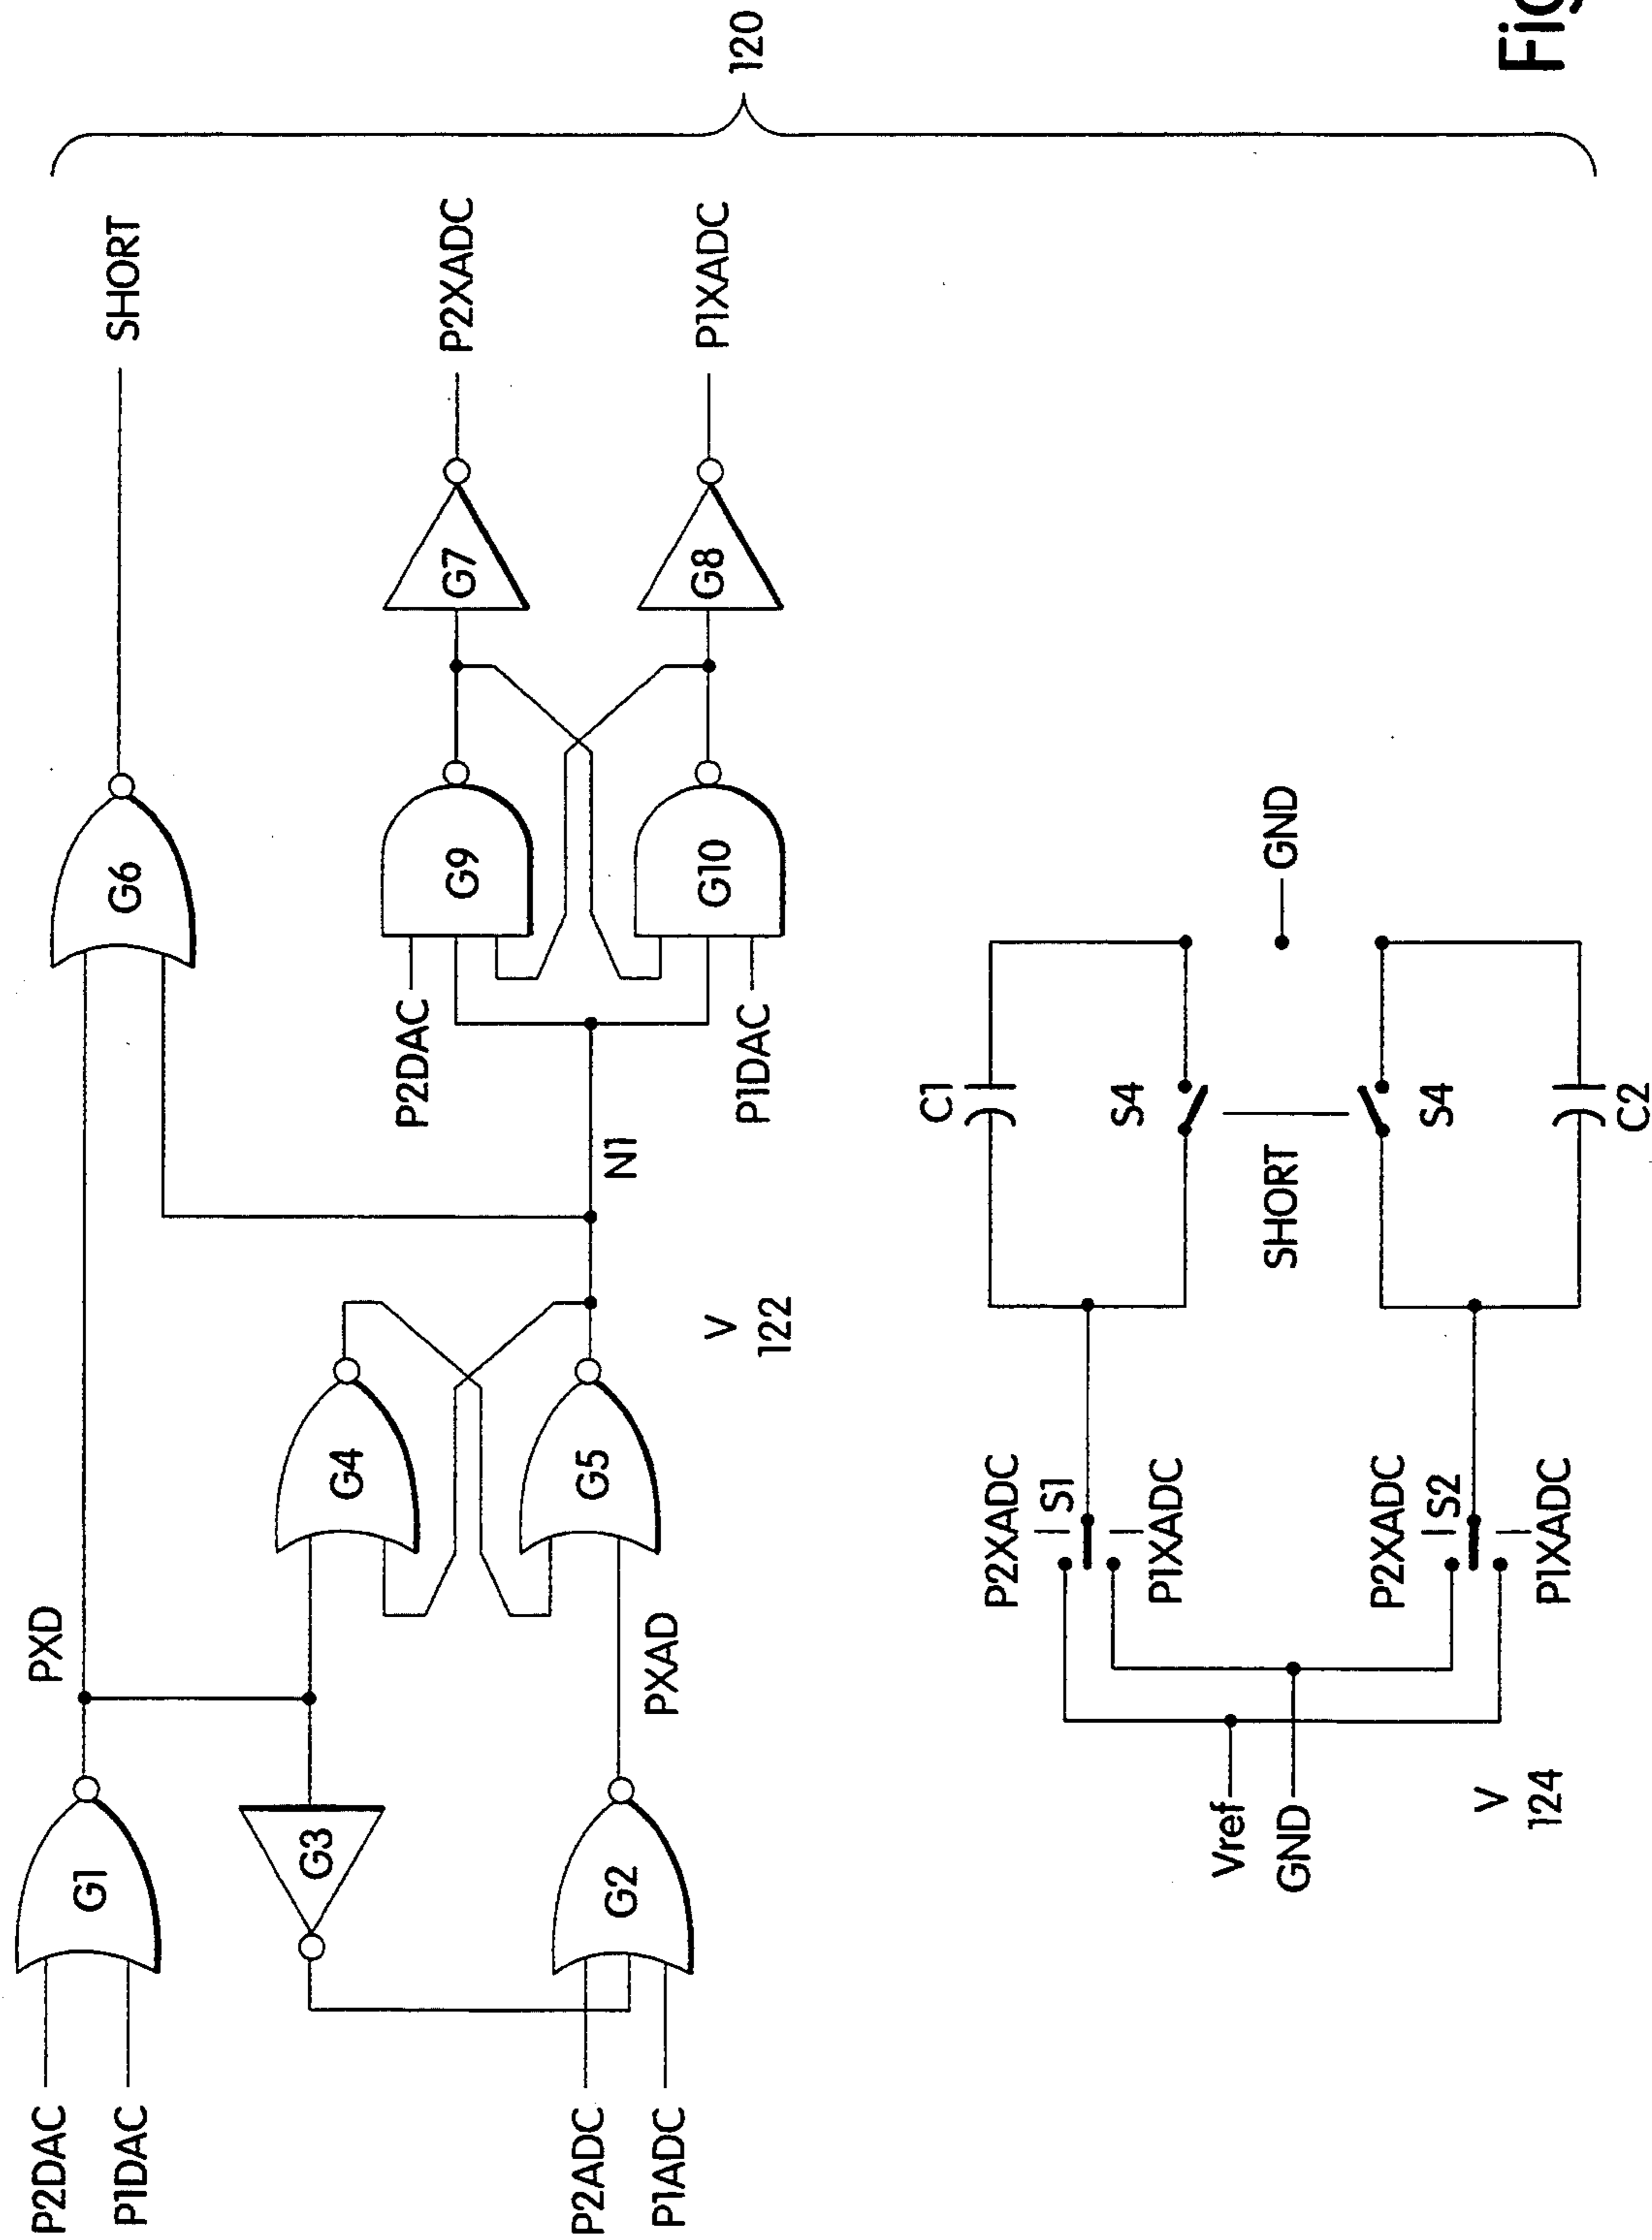 P2DAC
P1DAC
G1
PXD
G6
SHORT
G3
P2ADC
P1ADC
G2
PXAD
G4
G5
N1
P2DAC
G9
G7
P2XADC
P1DAC
G10
G8
P1XADC
V
122
120
Vref
GND
P2XADC
S1
P1XADC
P2XADC
S2
P1XADC
C1
S4
SHORT
S4
C2
GND
V
124
Fig